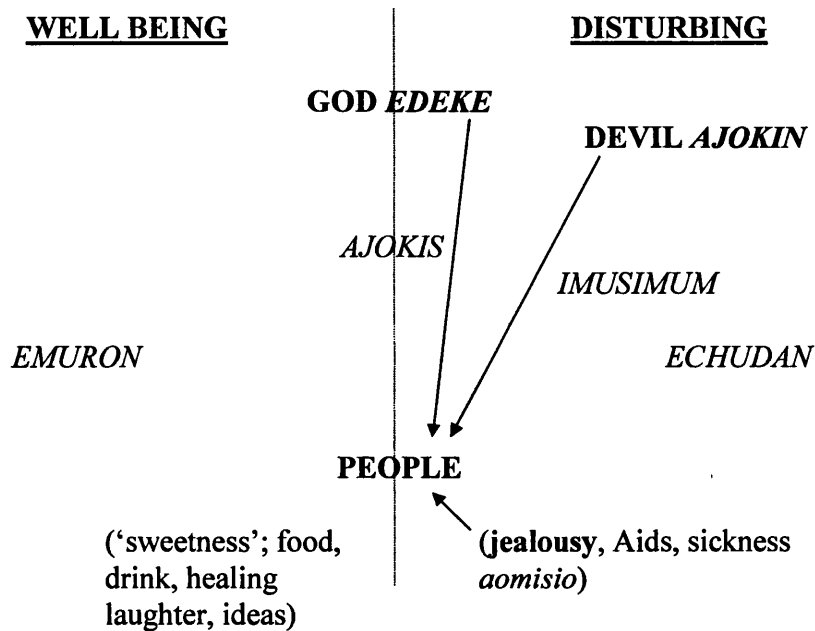 WELL BEING
DISTURBING
GOD EDEKE
DEVIL AJOKIN
AJOKIS
IMUSIMUM
EMURON
ECHUDAN
PEOPLE
('sweetness'; food,
drink, healing
laughter, ideas)
(jealousy, Aids, sickness
aomisio)